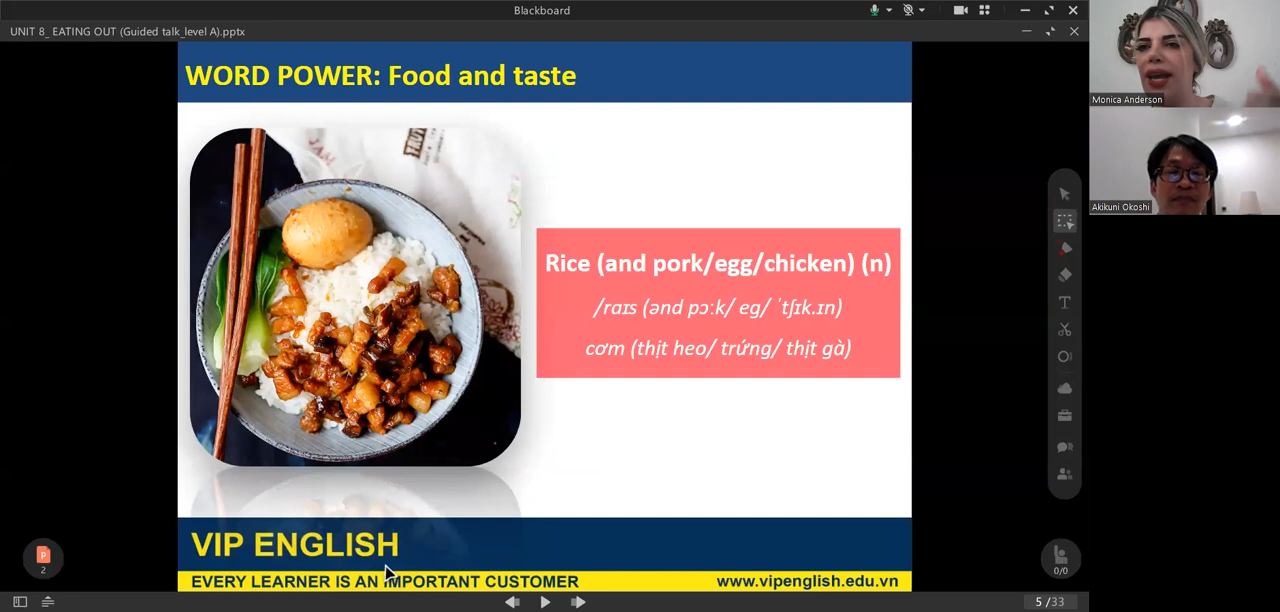 Blackboard
UNIT 8_ EATING OUT (Guided talk_level A).pptx
WORD POWER: Food and taste
Rice (and pork/egg/chicken) (n)
/raɪs (ənd pɔːk/ eg/ ˈtʃɪk.ɪn)
cơm (thịt heo/ trứng/ thịt gà)
VIP ENGLISH
EVERY LEARNER IS AN IMPORTANT CUSTOMER
www.vipenglish.edu.vn
Monica Anderson
Akikuni Okoshi
P
2
T
0/0
5 /33